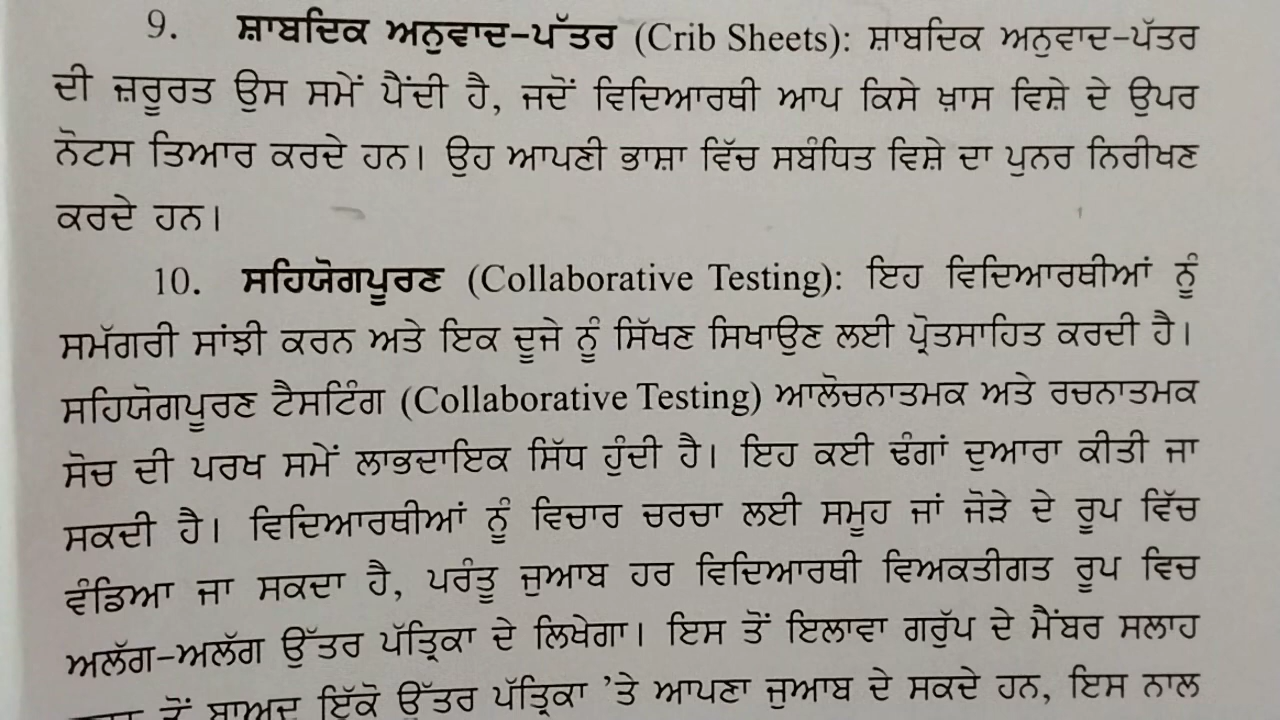 9. ਸ਼ਾਬਦਿਕ ਅਨੁਵਾਦ-ਪੱਤਰ (Crib Sheets): ਸ਼ਾਬਦਿਕ ਅਨੁਵਾਦ-ਪੱਤਰ
ਦੀ ਜ਼ਰੂਰਤ ਉਸ ਸਮੇਂ ਪੈਂਦੀ ਹੈ, ਜਦੋਂ ਵਿਦਿਆਰਥੀ ਆਪ ਕਿਸੇ ਖ਼ਾਸ ਵਿਸ਼ੇ ਦੇ ਉਪਰ
ਨੋਟਸ ਤਿਆਰ ਕਰਦੇ ਹਨ। ਉਹ ਆਪਣੀ ਭਾਸ਼ਾ ਵਿੱਚ ਸਬੰਧਿਤ ਵਿਸ਼ੇ ਦਾ ਪੁਨਰ ਨਿਰੀਖਣ
ਕਰਦੇ ਹਨ।
10. ਸਹਿਯੋਗਪੂਰਣ (Collaborative Testing): ਇਹ ਵਿਦਿਆਰਥੀਆਂ ਨੂੰ
ਸਮੱਗਰੀ ਸਾਂਝੀ ਕਰਨ ਅਤੇ ਇਕ ਦੂਜੇ ਨੂੰ ਸਿੱਖਣ ਸਿਖਾਉਣ ਲਈ ਪ੍ਰੋਤਸਾਹਿਤ ਕਰਦੀ ਹੈ।
ਸਹਿਯੋਗਪੂਰਣ ਟੈਸਟਿੰਗ (Collaborative Testing) ਆਲੋਚਨਾਤਮਕ ਅਤੇ ਰਚਨਾਤਮਕ
ਸੋਚ ਦੀ ਪਰਖ ਸਮੇਂ ਲਾਭਦਾਇਕ ਸਿੱਧ ਹੁੰਦੀ ਹੈ। ਇਹ ਕਈ ਢੰਗਾਂ ਦੁਆਰਾ ਕੀਤੀ ਜਾ
ਸਕਦੀ ਹੈ। ਵਿਦਿਆਰਥੀਆਂ ਨੂੰ ਵਿਚਾਰ ਚਰਚਾ ਲਈ ਸਮੂਹ ਜਾਂ ਜੋੜੇ ਦੇ ਰੂਪ ਵਿੱਚ
ਵੰਡਿਆ ਜਾ ਸਕਦਾ ਹੈ, ਪਰੰਤੂ ਜੁਆਬ ਹਰ ਵਿਦਿਆਰਥੀ ਵਿਅਕਤੀਗਤ ਰੂਪ ਵਿਚ
ਅਲੱਗ-ਅਲੱਗ ਉੱਤਰ ਪੱਤ੍ਰਿਕਾ ਦੇ ਲਿਖੇਗਾ। ਇਸ ਤੋਂ ਇਲਾਵਾ ਗਰੁੱਪ ਦੇ ਮੈਂਬਰ ਸਲਾਹ
ਤੋਂ ਬਾਅਦ ਇੱਕੋ ਉੱਤਰ ਪੱਤ੍ਰਿਕਾ 'ਤੇ ਆਪਣਾ ਜੁਆਬ ਦੇ ਸਕਦੇ ਹਨ, ਇਸ ਨਾਲ